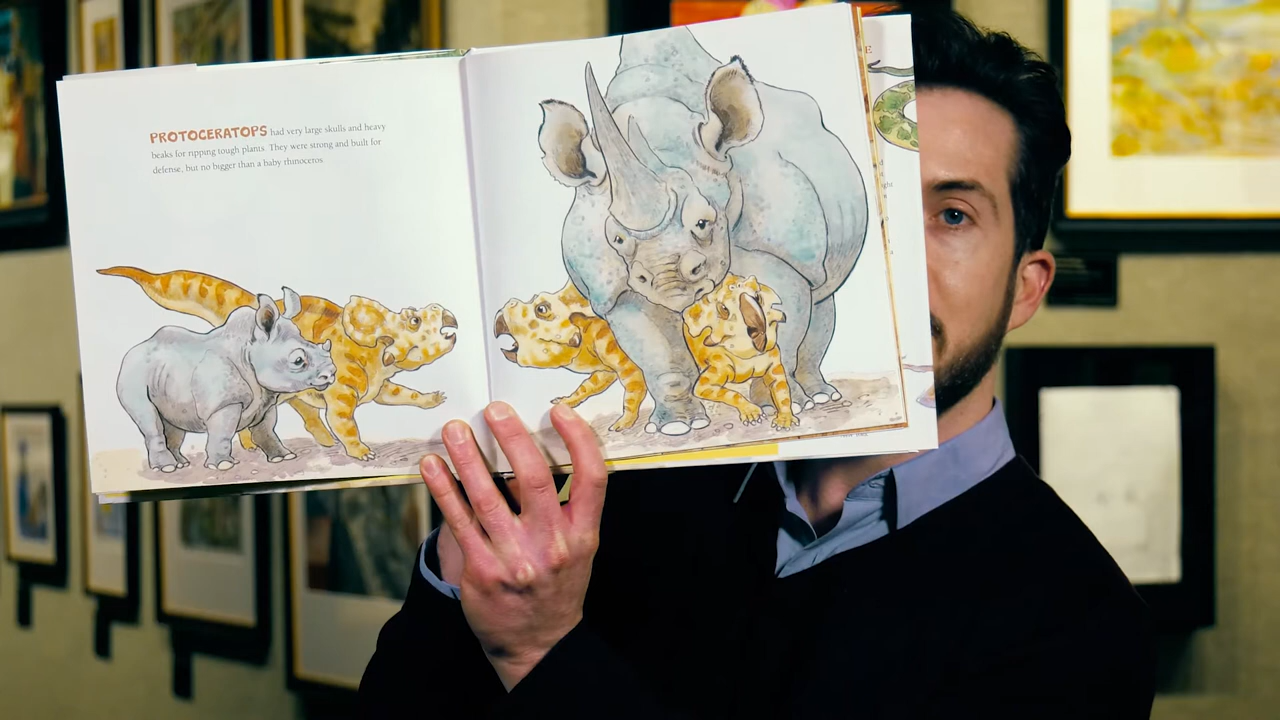 PROTOCERATOPS had very large skulls and heavy
beaks for ripping tough plants. They were strong and built for
defense, but no bigger than a baby rhinoceros.